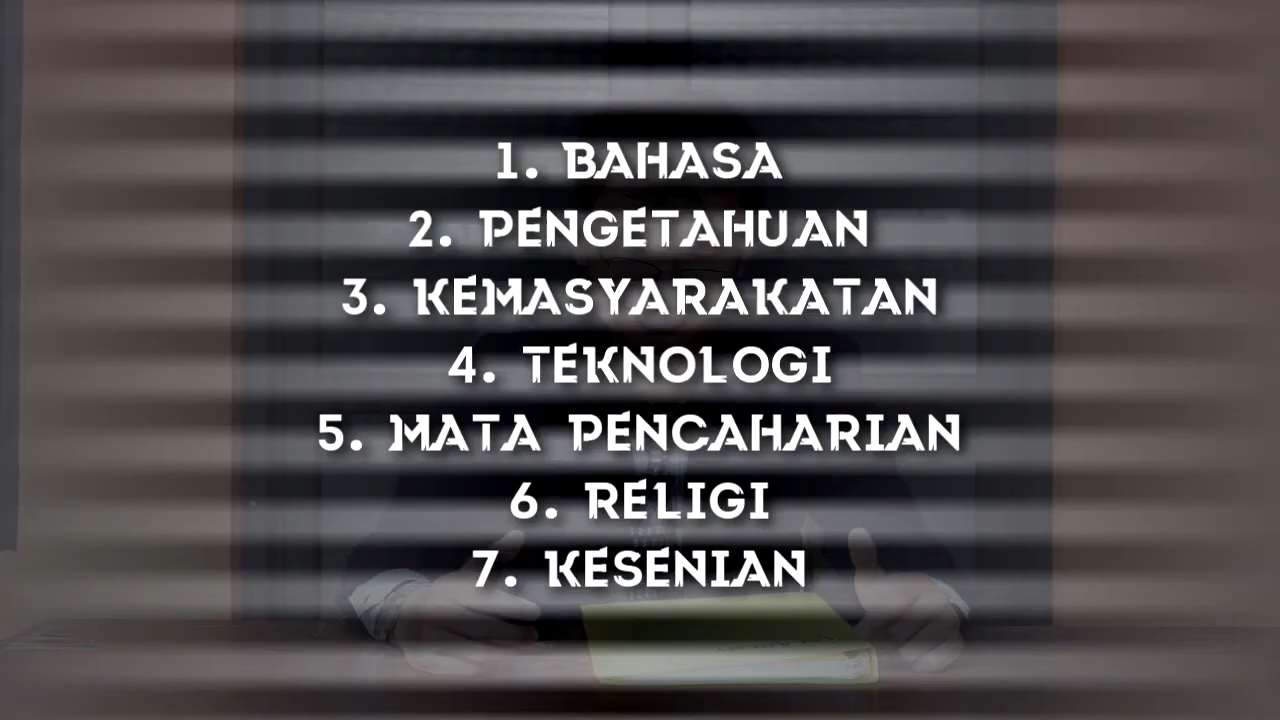 1. BAHASA
2. PENGETAHUAN
3. KEMASYARAKATAN
4. TEKNOLOGI
5. MATA PENCAHARIAN
6. RELIGI
7. KESENIAN